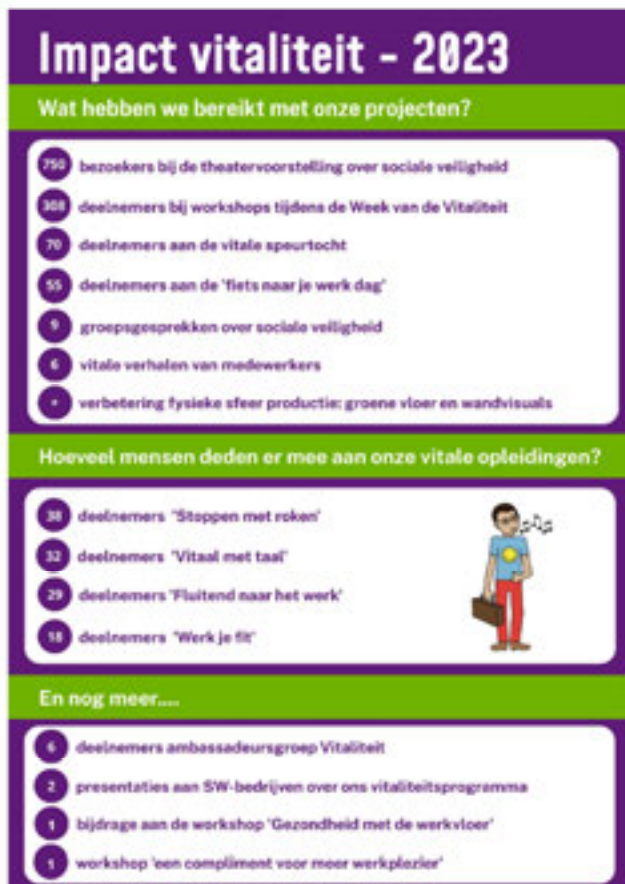 Impact vitaliteit - 2023
Wat hebben we bereikt met onze projecten?
750 bezoekers bij de theatervoorstelling over sociale veiligheid
308 deelnemers bij workshops tijdens de Week van de Vitaliteit
70 deelnemers aan de vitale speurtocht
55 deelnemers aan de 'fiets naar je werk dag'
9 groepsgesprekken over sociale veiligheid
6 vitale verhalen van medewerkers
+ verbetering fysieke sfeer productie: groene vloer en wandvisuals
Hoeveel mensen deden er mee aan onze vitale opleidingen?
38 deelnemers 'Stoppen met roken'
32 deelnemers 'Vitaal met taal'
29 deelnemers 'Fluitend naar het werk'
18 deelnemers 'Werk je fit'
En nog meer....
6 deelnemers ambassadeursgroep Vitaliteit
2 presentaties aan SW-bedrijven over ons vitaliteitsprogramma
1 bijdrage aan de workshop 'Gezondheid met de werkvloer'
1 workshop 'een compliment voor meer werkplezier'